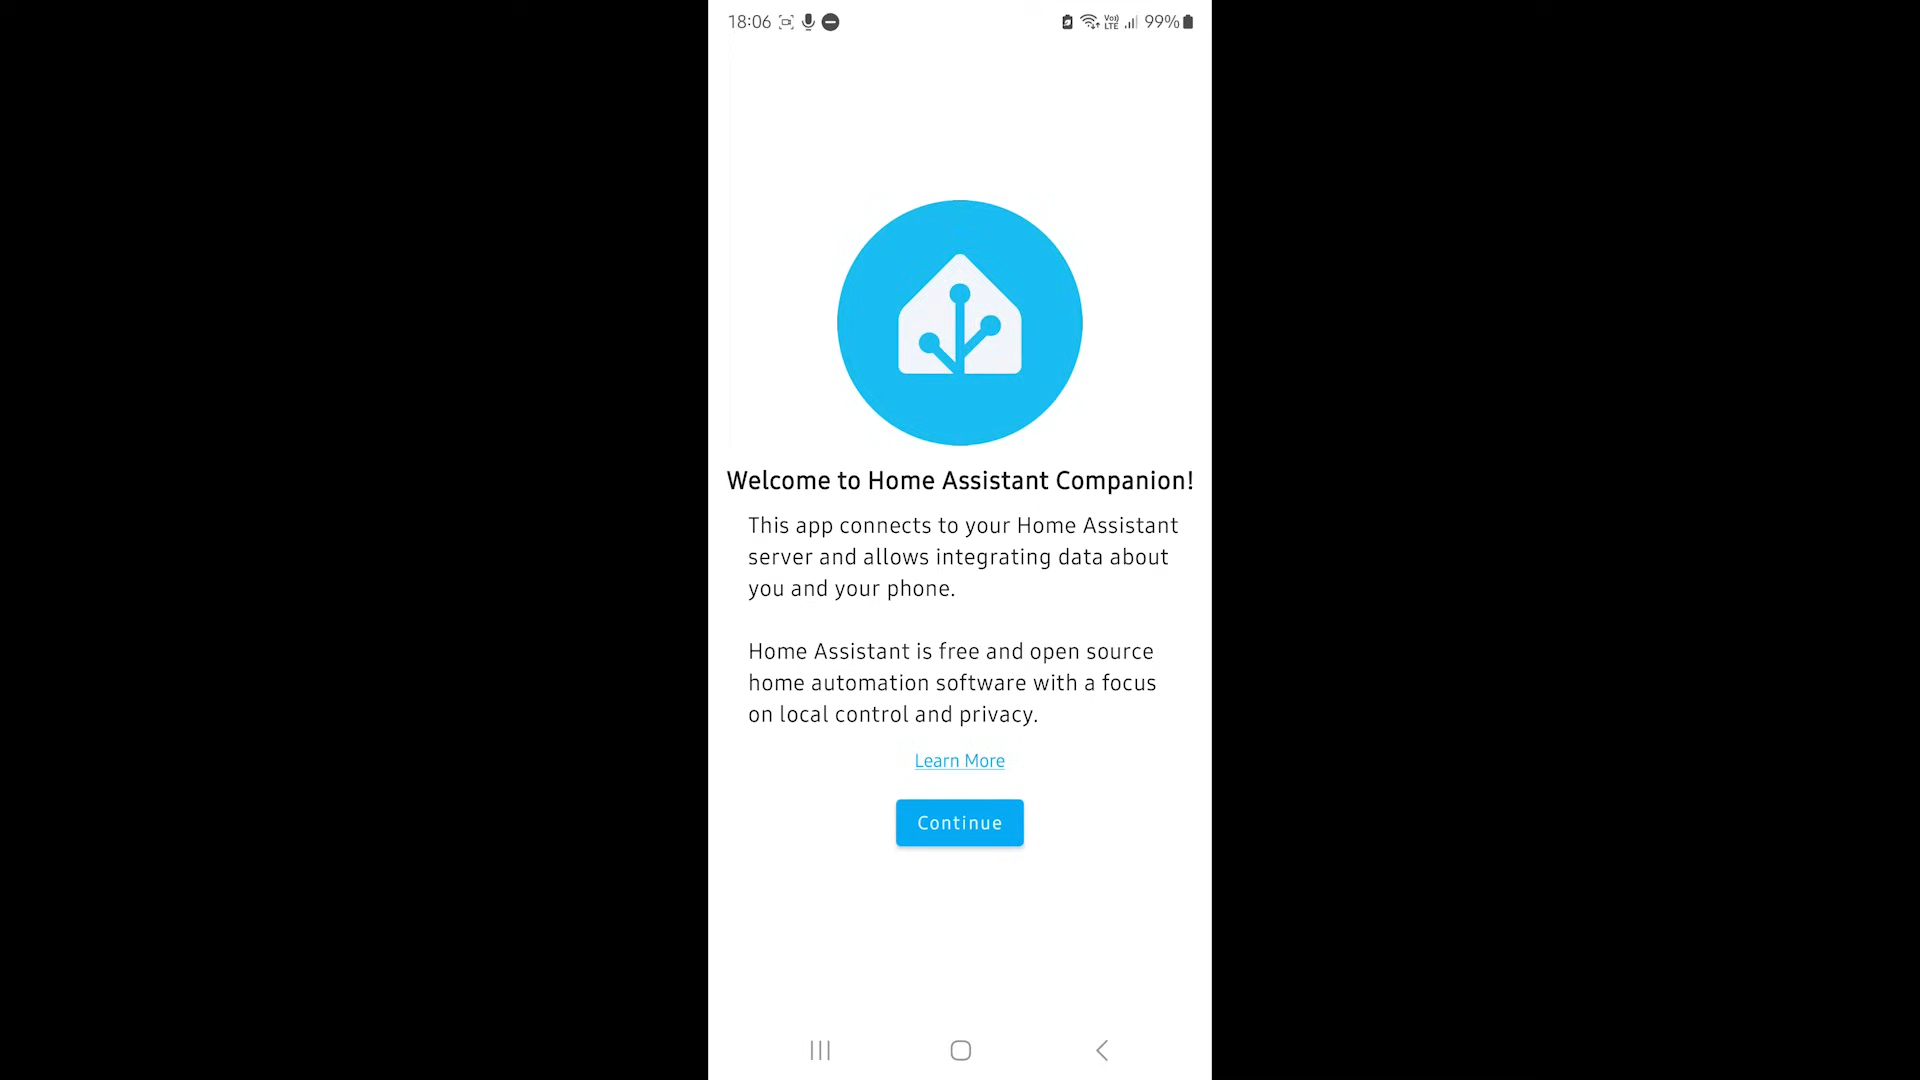 18:06 Vo) LTE 99%
Welcome to Home Assistant Companion!
This app connects to your Home Assistant
server and allows integrating data about
you and your phone.
Home Assistant is free and open source
home automation software with a focus
on local control and privacy.
Learn More
Continue